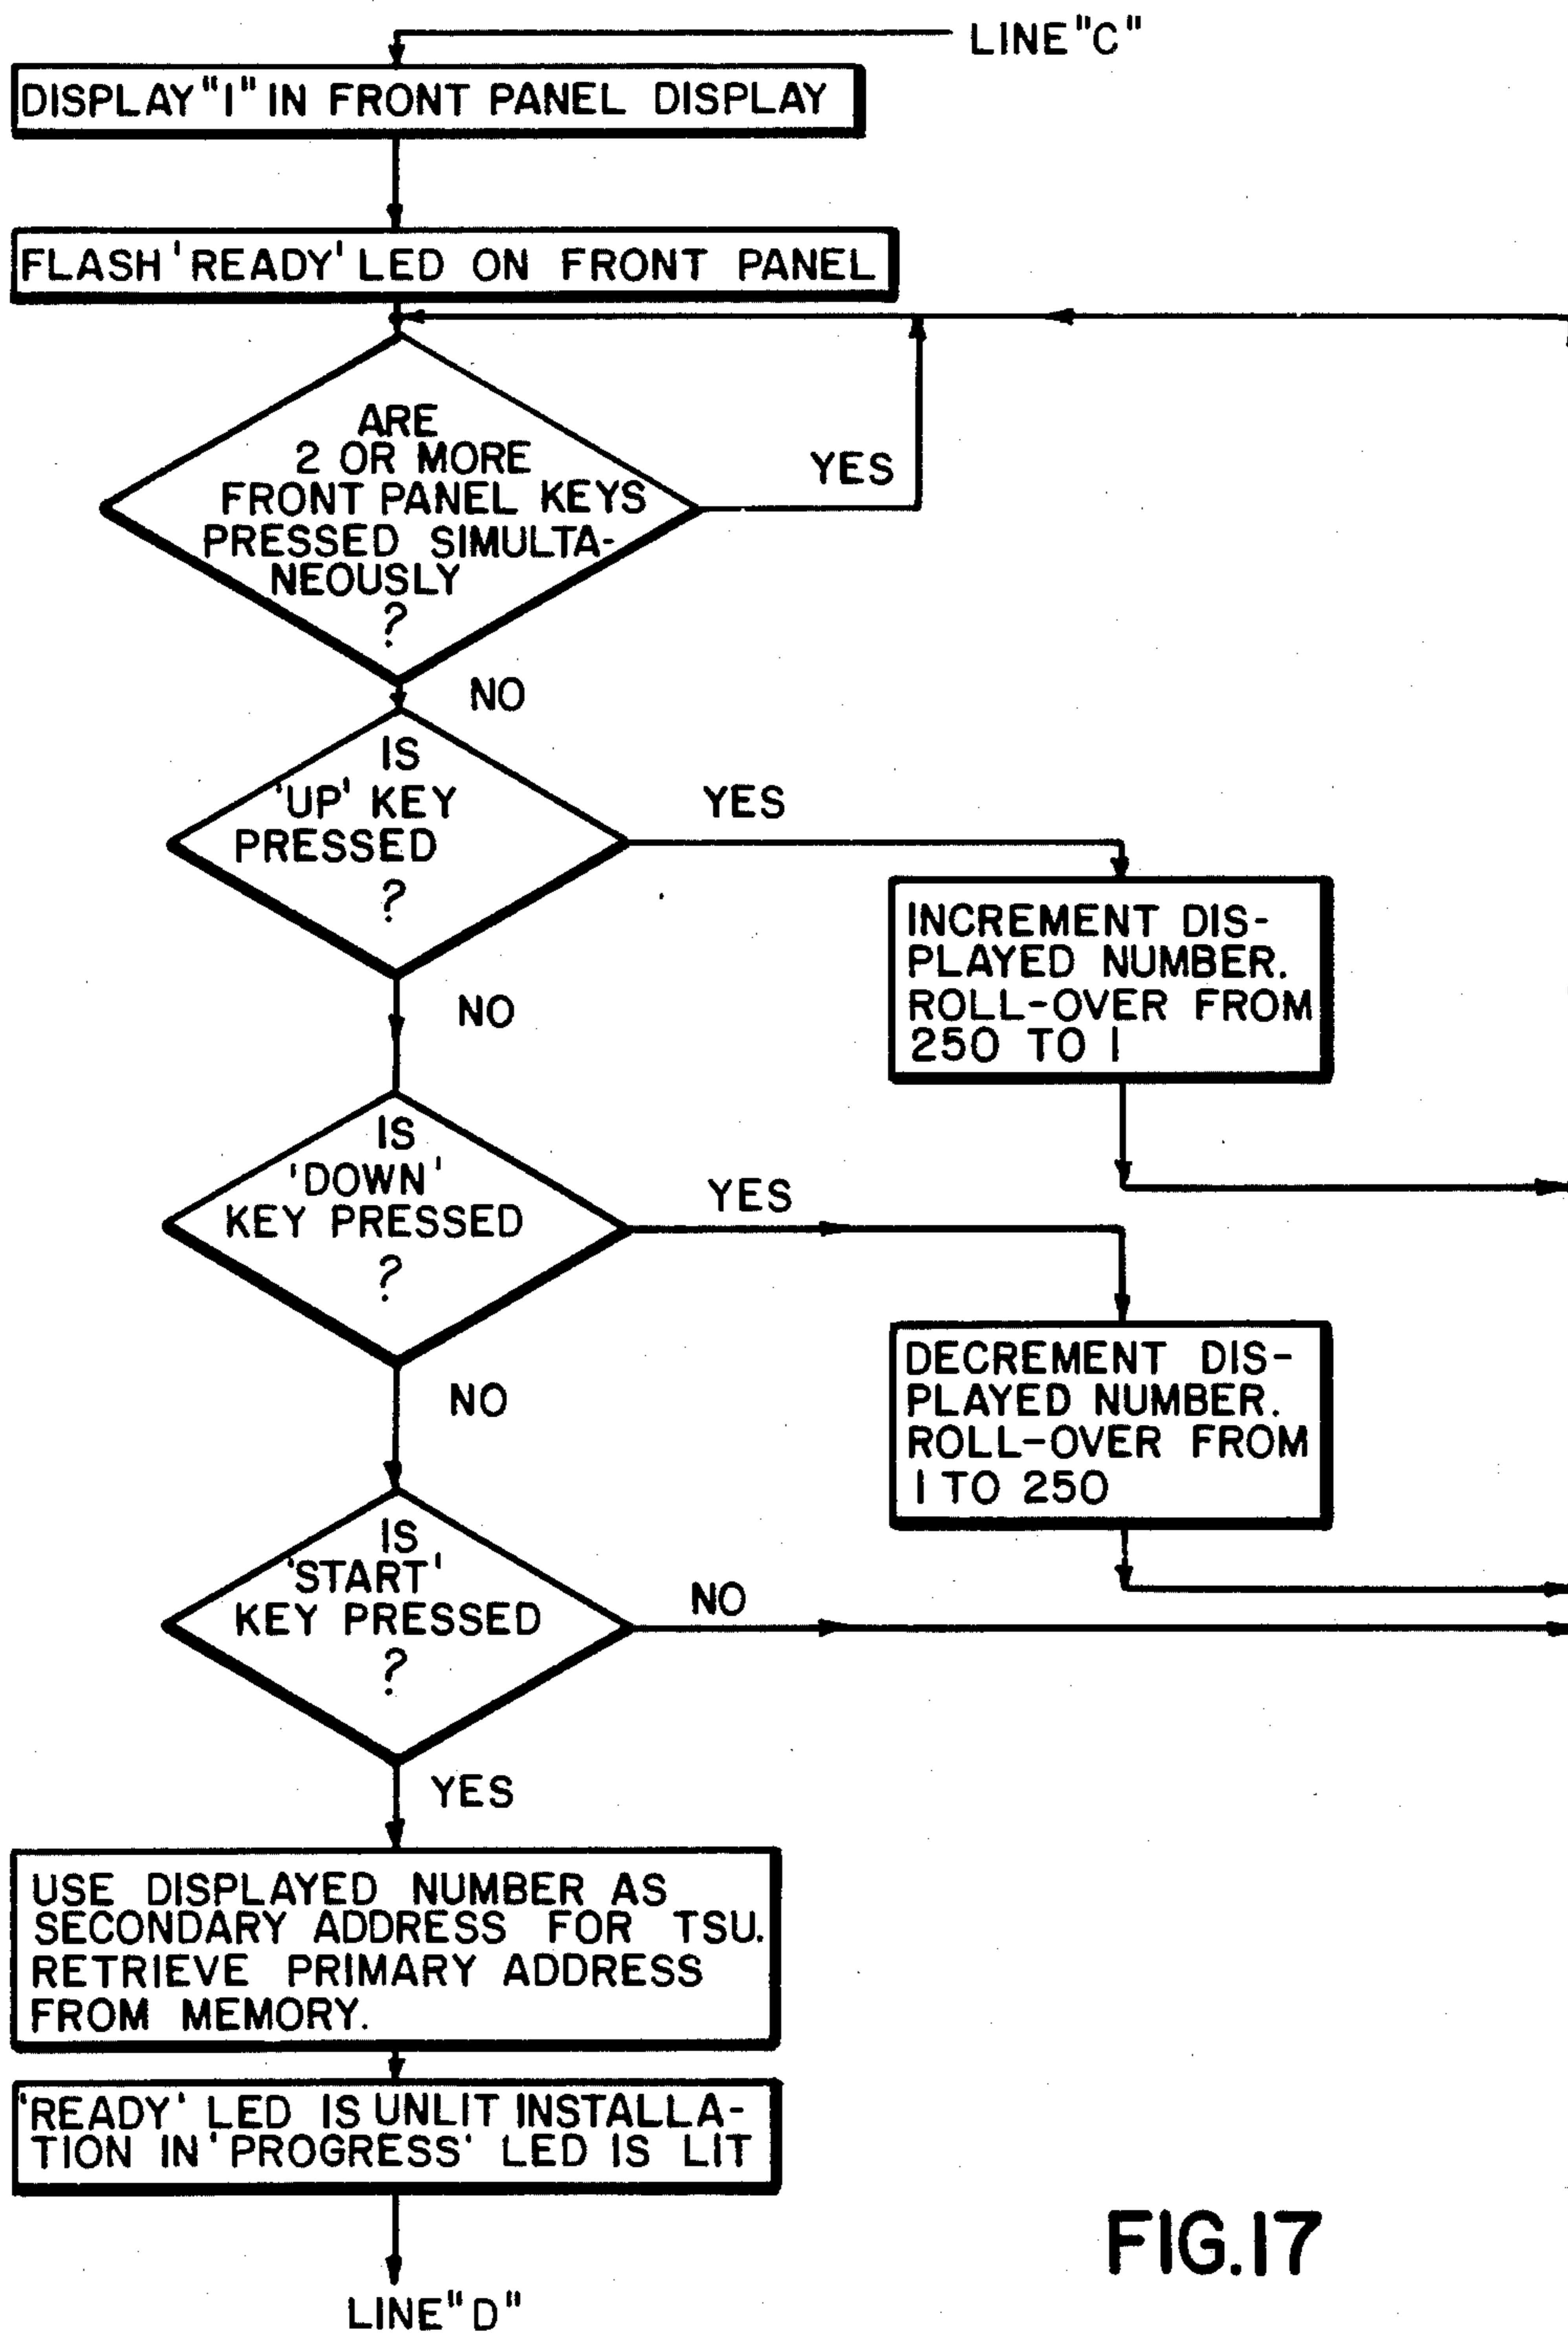 LINE "C"
DISPLAY "1" IN FRONT PANEL DISPLAY
FLASH 'READY' LED ON FRONT PANEL
ARE
2 OR MORE
FRONT PANEL KEYS
PRESSED SIMULTA-
NEOUSLY
?
YES
NO
IS
'UP' KEY
PRESSED
?
YES
NO
INCREMENT DIS-
PLAYED NUMBER.
ROLL-OVER FROM
250 TO 1
IS
'DOWN'
KEY PRESSED
?
YES
NO
DECREMENT DIS-
PLAYED NUMBER.
ROLL-OVER FROM
1 TO 250
IS
'START'
KEY PRESSED
?
NO
YES
USE DISPLAYED NUMBER AS
SECONDARY ADDRESS FOR TSU.
RETRIEVE PRIMARY ADDRESS
FROM MEMORY.
'READY' LED IS UNLIT INSTALLA-
TION IN 'PROGRESS' LED IS LIT
LINE "D"
FIG.17